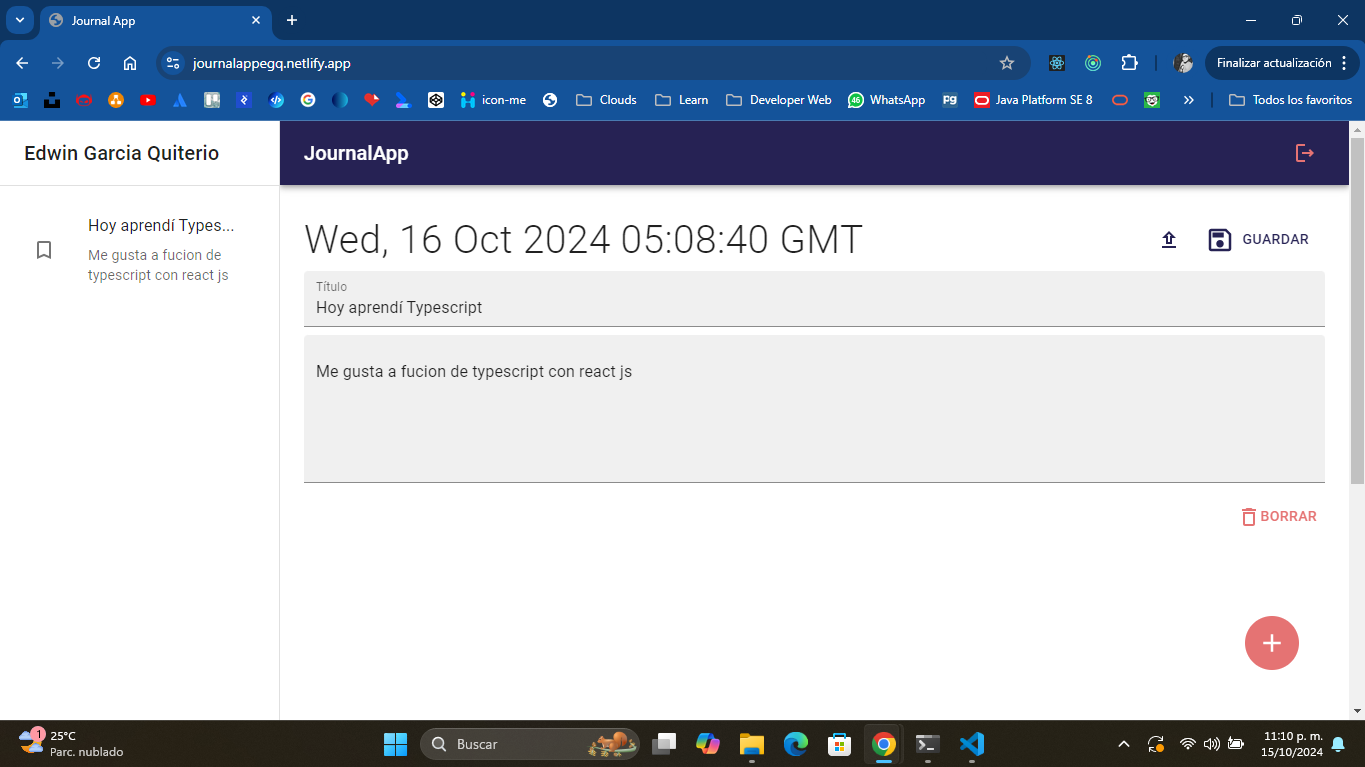 Journal App
journalappegq.netlify.app
Finalizar actualización
icon-me
Clouds
Learn
Developer Web
46
WhatsApp
pg
Java Platform SE 8
Todos los favoritos
Edwin Garcia Quiterio
JournalApp
Hoy aprendí Types...
Me gusta a fucion de
typescript con react js
Wed, 16 Oct 2024 05:08:40 GMT
GUARDAR
Título
Hoy aprendí Typescript
Me gusta a fucion de typescript con react js
BORRAR
1
25°C
Parc. nublado
Buscar
11:10 p. m.
15/10/2024